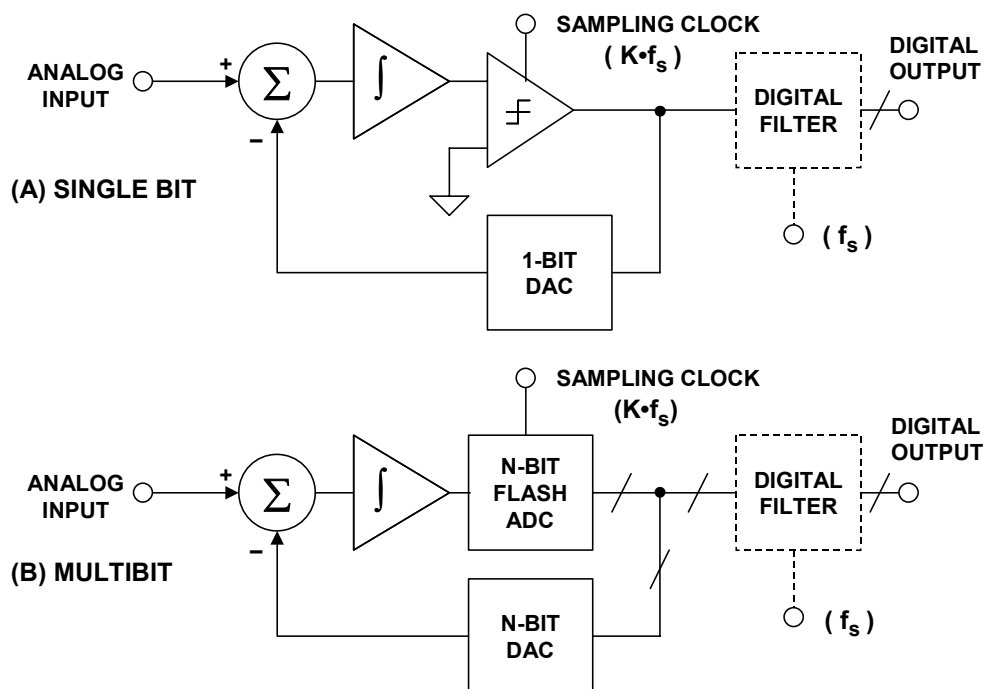 SAMPLING CLOCK
( K•fs )
ANALOG
INPUT
+
Σ
−
∫
DIGITAL
FILTER
DIGITAL
OUTPUT
(A) SINGLE BIT
1-BIT
DAC
( fs )
SAMPLING CLOCK
(K•fs)
ANALOG
INPUT
+
Σ
−
∫
N-BIT
FLASH
ADC
DIGITAL
FILTER
DIGITAL
OUTPUT
(B) MULTIBIT
N-BIT
DAC
( fs )